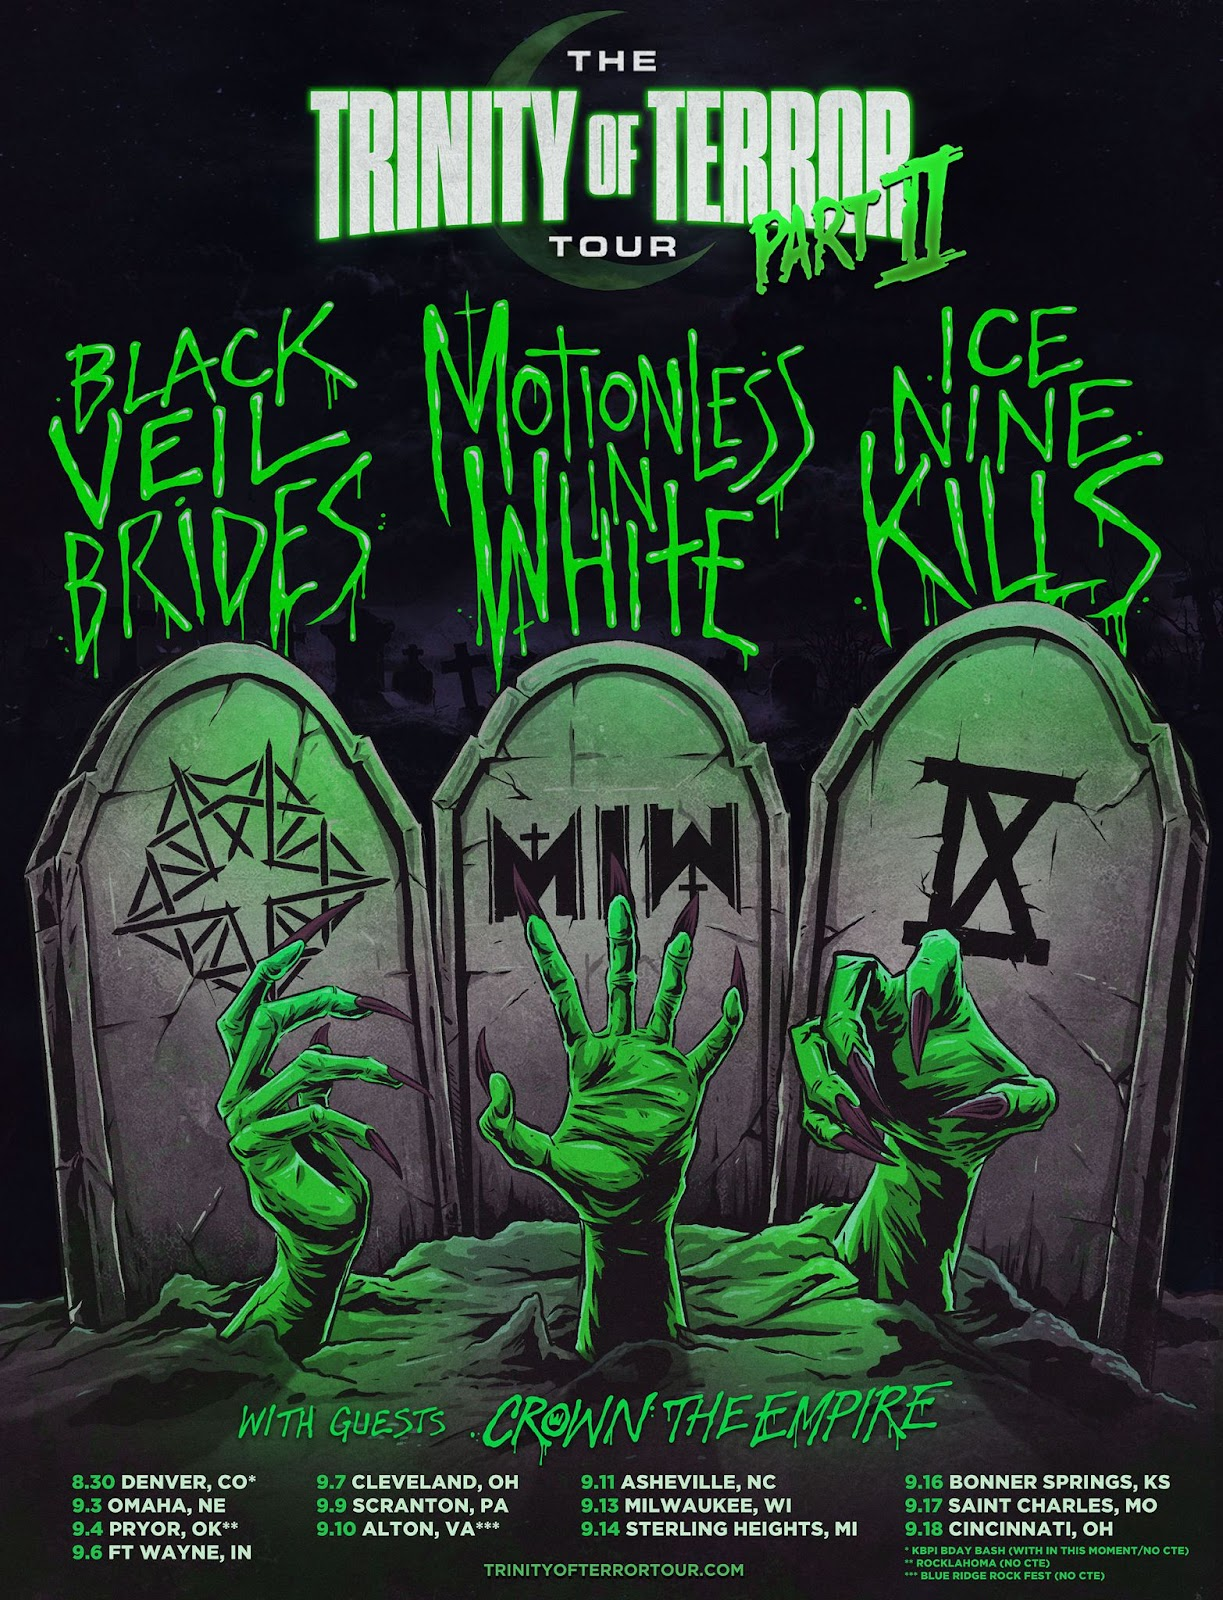 THE
TRINITY OF TERROR
PART II
TOUR
BLACK
VEIL
BRIDES
MOTIONLESS
IN
WHITE
ICE
NINE
KILLS
MIW
IX
WITH GUESTS CROWN THE EMPIRE
8.30 DENVER, CO*
9.3 OMAHA, NE
9.4 PRYOR, OK**
9.6 FT WAYNE, IN
9.7 CLEVELAND, OH
9.9 SCRANTON, PA
9.10 ALTON, VA***
9.11 ASHEVILLE, NC
9.13 MILWAUKEE, WI
9.14 STERLING HEIGHTS, MI
9.16 BONNER SPRINGS, KS
9.17 SAINT CHARLES, MO
9.18 CINCINNATI, OH
* KBPI BDAY BASH (WITH IN THIS MOMENT/NO CTE)
** ROCKLAHOMA (NO CTE)
*** BLUE RIDGE ROCK FEST (NO CTE)
TRINITYOFTERRORTOUR.COM